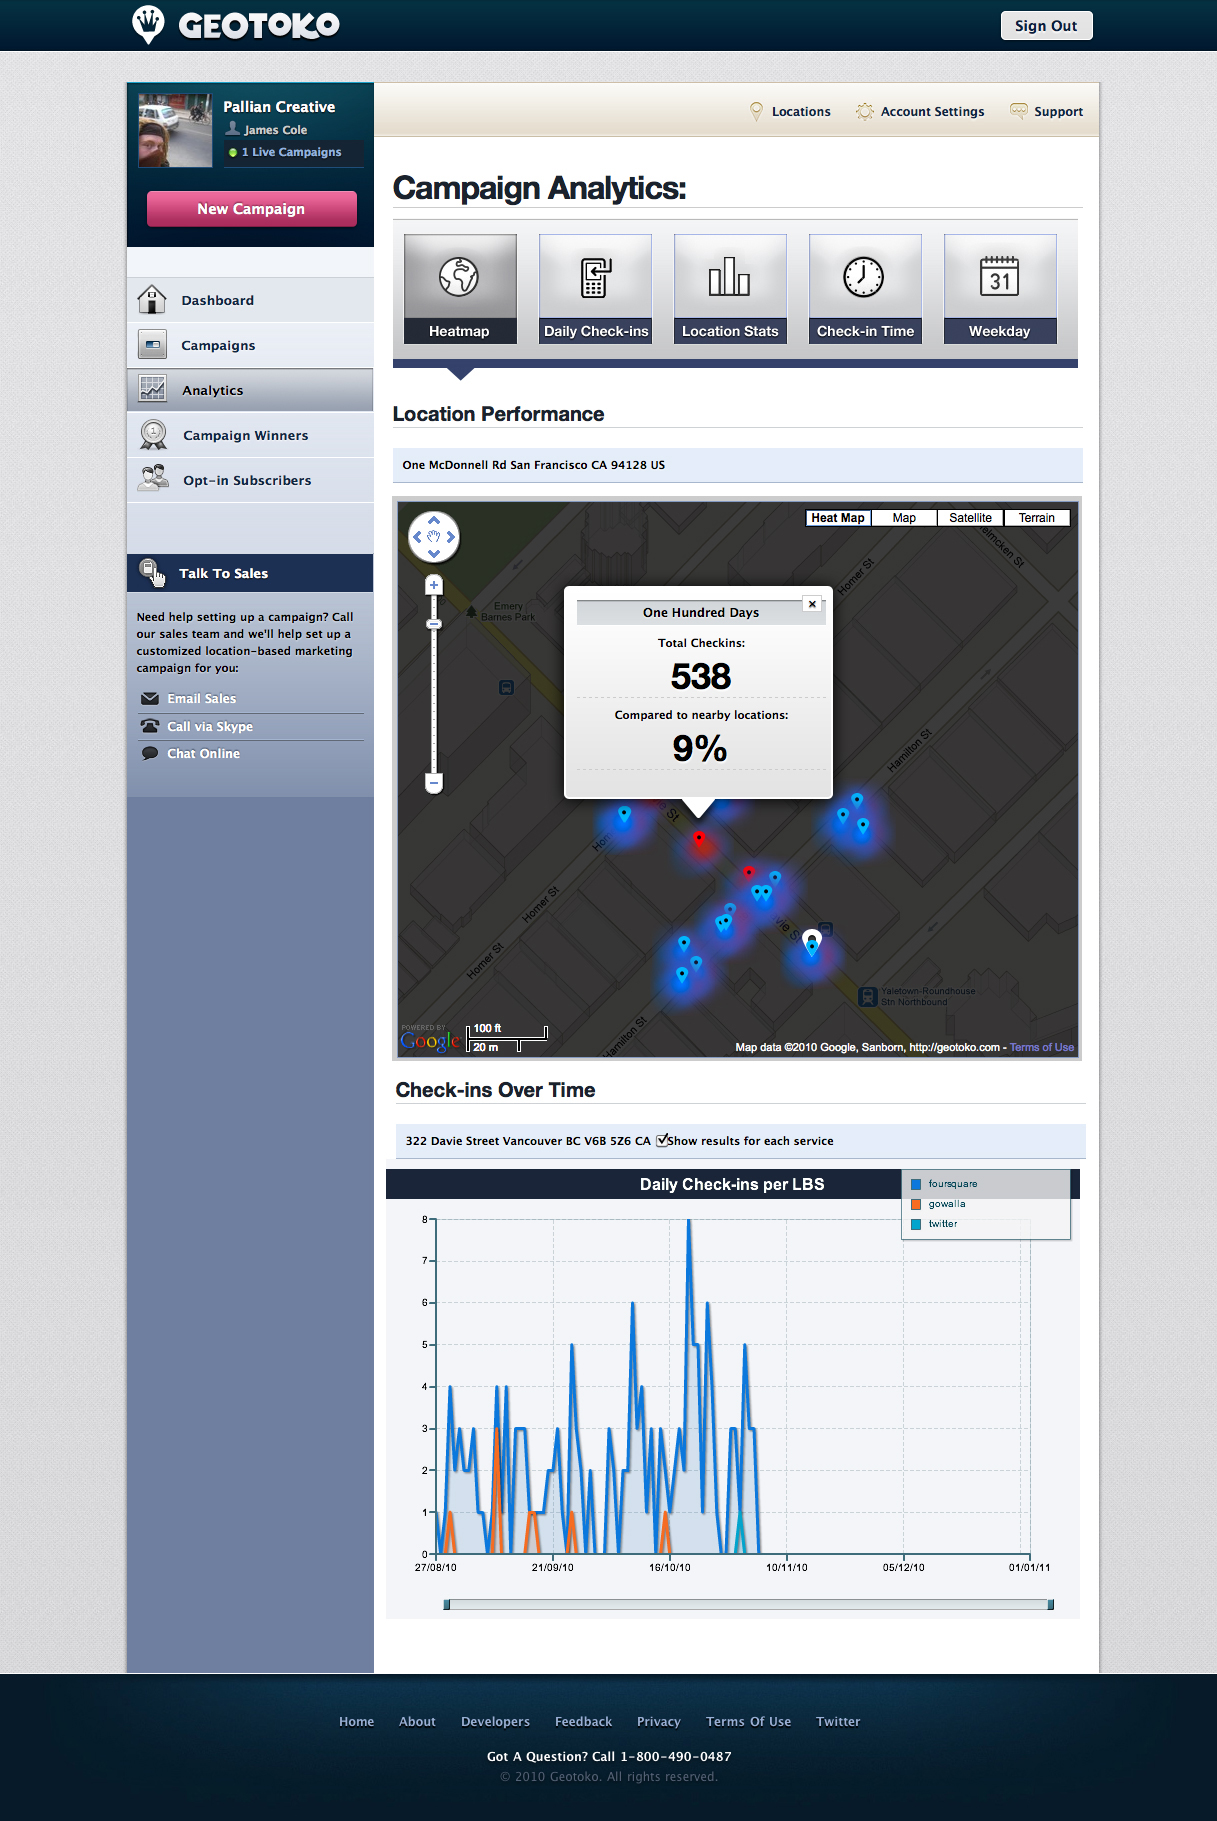 GEOTOKO
Sign Out
Pallian Creative
James Cole
1 Live Campaigns
New Campaign
Locations
Account Settings
Support
Dashboard
Campaigns
Analytics
Campaign Winners
Opt-in Subscribers
Talk To Sales
Need help setting up a campaign? Call
our sales team and we'll help set up a
customized location-based marketing
campaign for you:
Email Sales
Call via Skype
Chat Online
Campaign Analytics:
Heatmap
Daily Check-ins
31
Location Stats
Check-in Time
Weekday
Location Performance
One McDonnell Rd San Francisco CA 94128 US
Heat Map
Map
Satellite
Terrain
Homer St
Emery
Barnes Park
One Hundred Days
Total Checkins:
538
Compared to nearby locations:
9%
Hamilton St
Homer St
Homer St
Yaletown-Roundhouse
Stn Northbound
Hamilton St
POWERED BY
Google
100 ft
20 m
Map data ©2010 Google, Sanborn, http://geotoko.com - Terms of Use
Check-ins Over Time
322 Davie Street Vancouver BC V6B 5Z6 CA Show results for each service
Daily Check-ins per LBS
foursquare
gowalla
twitter
8
7
6
5
4
3
2
1
0
27/08/10
21/09/10
16/10/10
10/11/10
05/12/10
01/01/11
Home
About
Developers
Feedback
Privacy
Terms Of Use
Twitter
Got A Question? Call 1-800-490-0487
© 2010 Geotoko. All rights reserved.